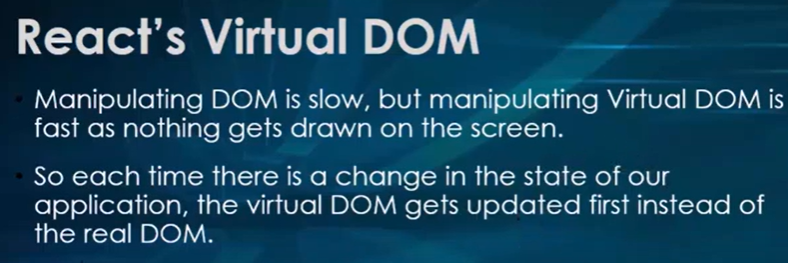 React's Virtual DOM
Manipulating DOM is slow, but manipulating Virtual DOM is
fast as nothing gets drawn on the screen.
So each time there is a change in the state of our
application, the virtual DOM gets updated first instead of
the real DOM.